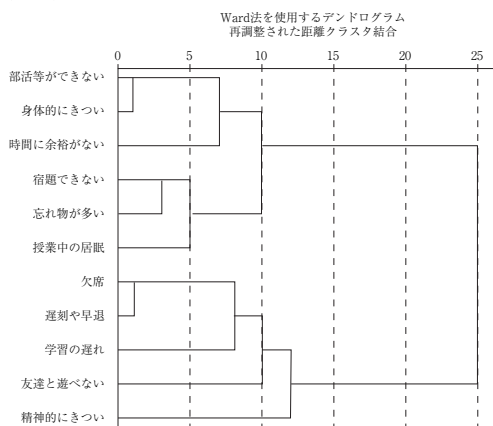 Ward法を使用するデンドログラム
再調整された距離クラスタ結合
0 5 10 15 20 25
部活等ができない
身体的にきつい
時間に余裕がない
宿題できない
忘れ物が多い
授業中の居眠
欠席
遅刻や早退
学習の遅れ
友達と遊べない
精神的にきつい